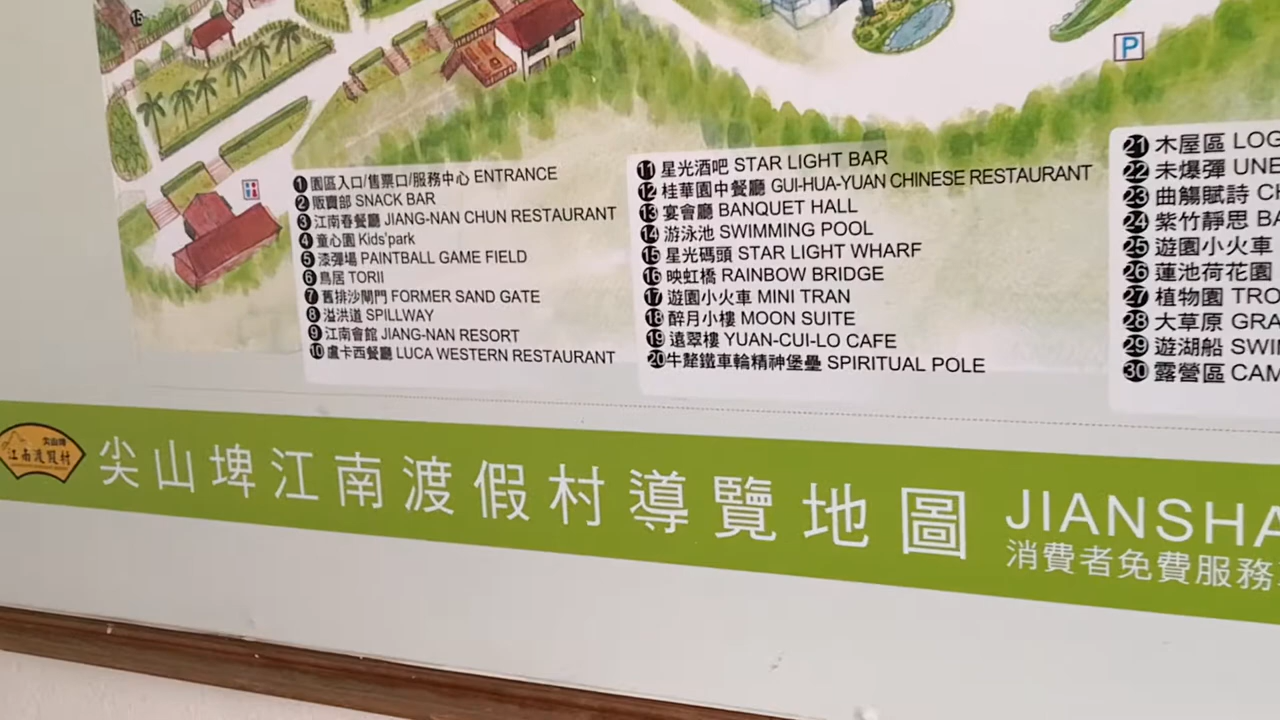 15
P
1 園區入口/售票口/服務中心 ENTRANCE
2 販賣部 SNACK BAR
3 江南春餐廳 JIANG-NAN CHUN RESTAURANT
4 童心園 Kids'park
5 漆彈場 PAINTBALL GAME FIELD
6 鳥居 TORII
7 舊排沙閘門 FORMER SAND GATE
8 溢洪道 SPILLWAY
9 江南會館 JIANG-NAN RESORT
10 盧卡西餐廳 LUCA WESTERN RESTAURANT
11 星光酒吧 STAR LIGHT BAR
12 桂華園中餐廳 GUI-HUA-YUAN CHINESE RESTAURANT
13 宴會廳 BANQUET HALL
14 游泳池 SWIMMING POOL
15 星光碼頭 STAR LIGHT WHARF
16 映虹橋 RAINBOW BRIDGE
17 遊園小火車 MINI TRAN
18 醉月小樓 MOON SUITE
19 遠翠樓 YUAN-CUI-LO CAFE
20 牛犛鐵車輪精神堡壘 SPIRITUAL POLE
21 木屋區 LOG
22 未爆彈 UNE
23 曲觴賦詩
24 紫竹靜思 BA
25 遊園小火車
26 蓮池荷花園
27 植物園 TRO
28 大草原 GRA
29 遊湖船 SWI
30 露營區 CAM
尖山埤
江南渡假村
尖山埤江南渡假村導覽地圖 JIANSHA
消費者免費服務